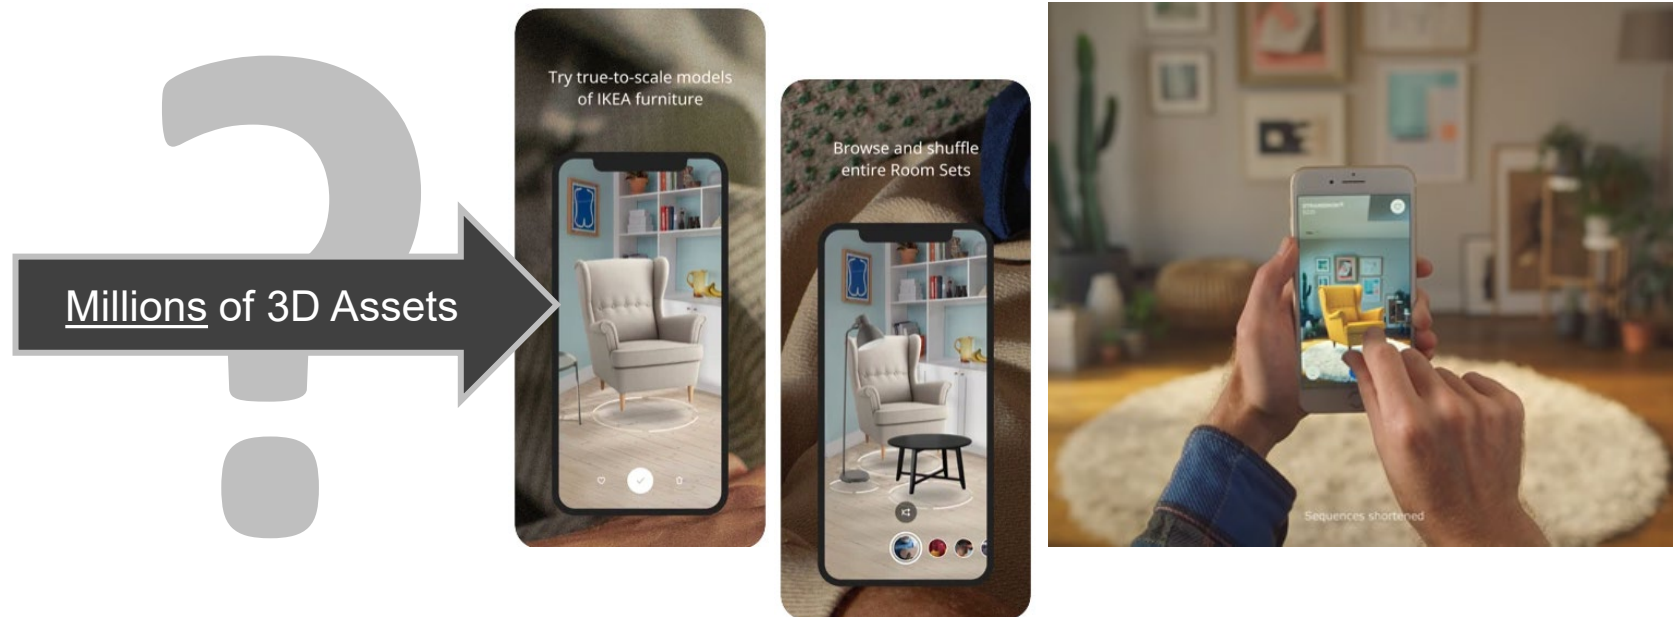 Millions of 3D Assets
Try true-to-scale models
of IKEA furniture
Browse and shuffle
entire Room Sets
Sequences shortened